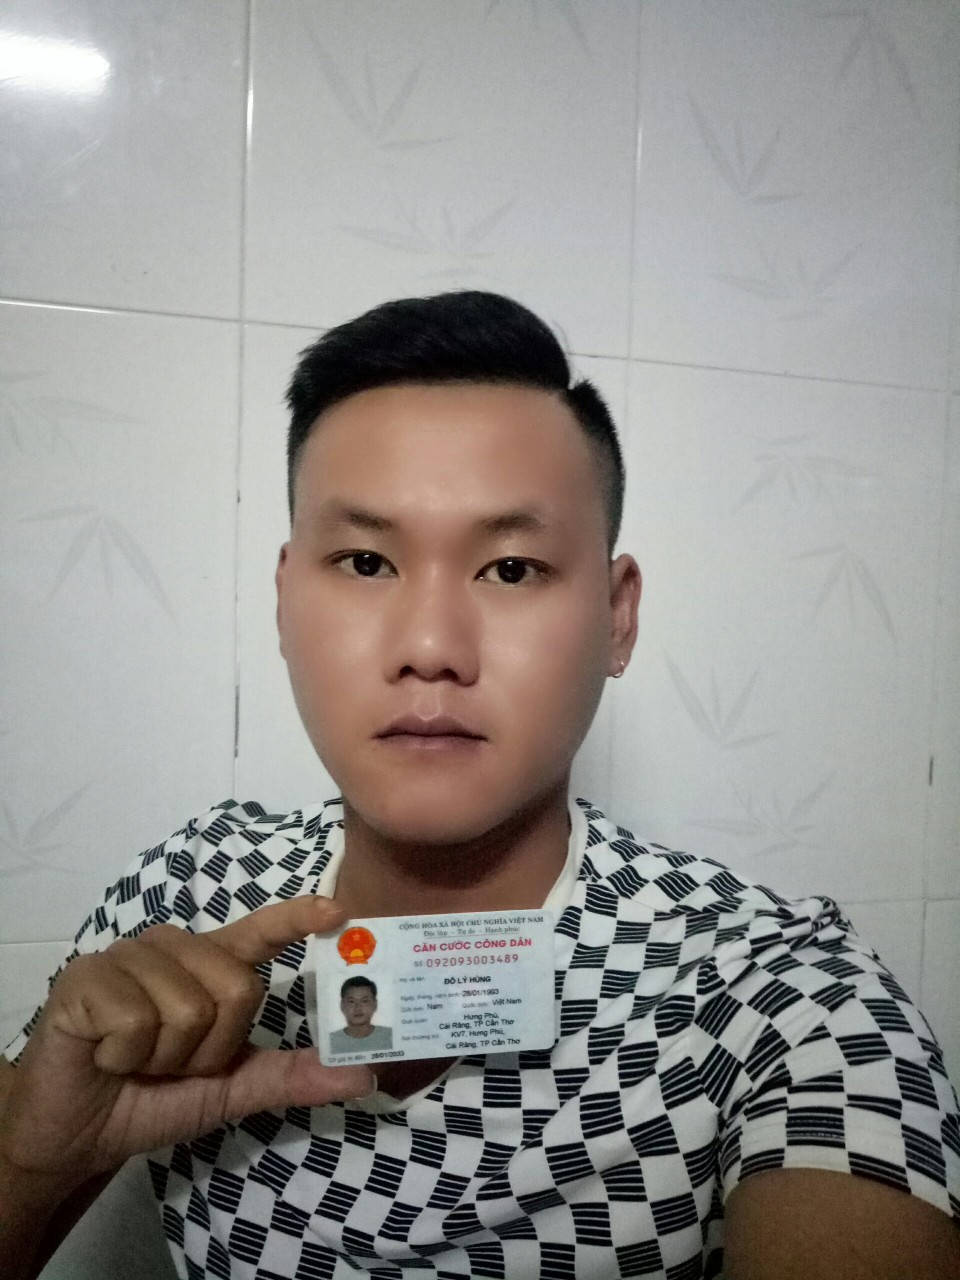 CỘNG HÒA XÃ HỘI CHỦ NGHĨA VIỆT NAM
Độc lập - Tự do - Hạnh phúc
CĂN CƯỚC CÔNG DÂN
Số 092093003489
Họ và tên: ĐỖ LÝ HÙNG
Ngày, tháng, năm sinh: 28/01/1993
Giới tính: Nam Quốc tịch: Việt Nam
Quê quán: Hưng Phú,
Cái Răng, TP Cần Thơ
Nơi thường trú: KV7, Hưng Phú,
Cái Răng, TP Cần Thơ
Có giá trị đến: 28/01/2033